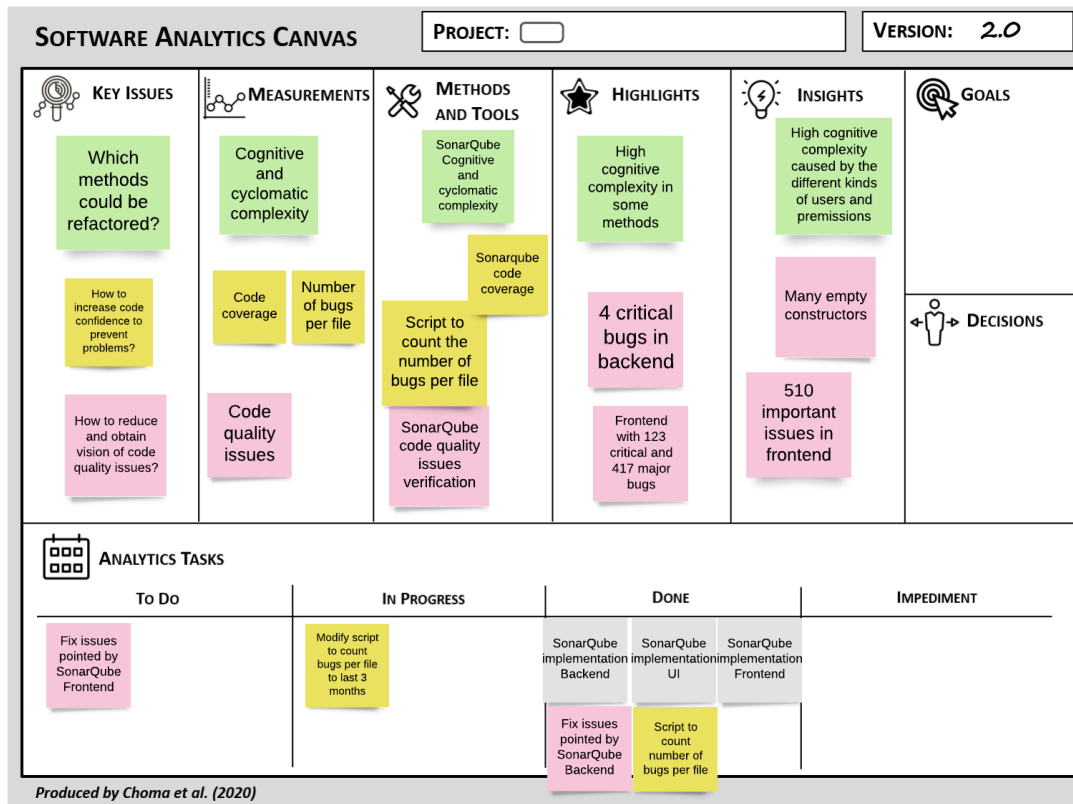 SOFTWARE ANALYTICS CANVAS
PROJECT:
VERSION: 2.0
KEY ISSUES
Which
methods
could be
refactored?
How to
increase code
confidence to
prevent
problems?
How to reduce
and obtain
vision of code
quality issues?
MEASUREMENTS
Cognitive
and
cyclomatic
complexity
Code
coverage
Number
of bugs
per file
Code
quality
issues
METHODS
AND TOOLS
SonarQube
Cognitive
and
cyclomatic
complexity
Sonarqube
code
coverage
Script to
count the
number of
bugs per file
SonarQube
code quality
issues
verification
HIGHLIGHTS
High
cognitive
complexity in
some
methods
4 critical
bugs in
backend
Frontend
with 123
critical and
417 major
bugs
INSIGHTS
High cognitive
complexity
caused by the
different kinds
of users and
premissions
Many empty
constructors
510
important
issues in
frontend
GOALS
DECISIONS
ANALYTICS TASKS
TO DO
Fix issues
pointed by
SonarQube
Frontend
IN PROGRESS
Modify script
to count
bugs per file
to last 3
months
DONE
SonarQube
implementation
Backend
SonarQube
implementation
UI
SonarQube
implementation
Frontend
Fix issues
pointed by
SonarQube
Backend
Script to
count
number of
bugs per file
IMPEDIMENT
Produced by Choma et al. (2020)